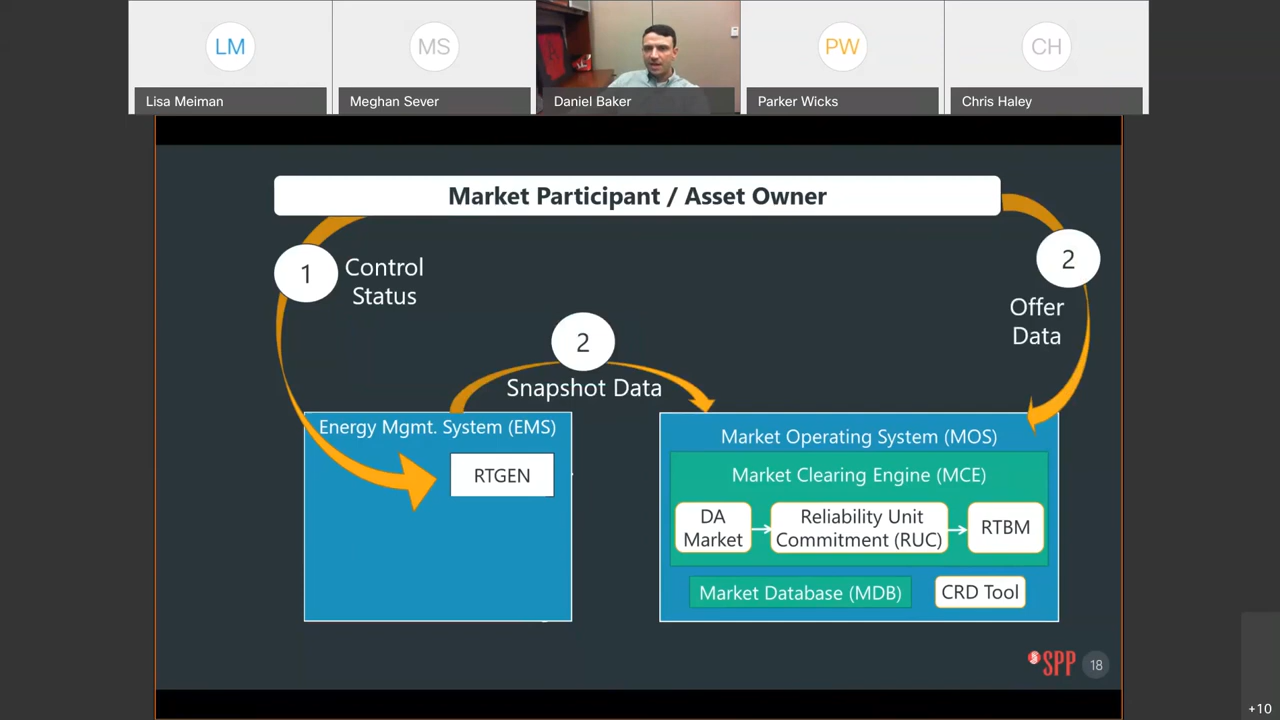 LM
MS
PW
CH
Lisa Meiman
Meghan Sever
Daniel Baker
Parker Wicks
Chris Haley
Market Participant / Asset Owner
1
Control
Status
2
Offer
Data
2
Snapshot Data
Energy Mgmt. System (EMS)
RTGEN
Market Operating System (MOS)
Market Clearing Engine (MCE)
DA
Market
Reliability Unit
Commitment (RUC)
RTBM
Market Database (MDB)
CRD Tool
SPP
18
+10